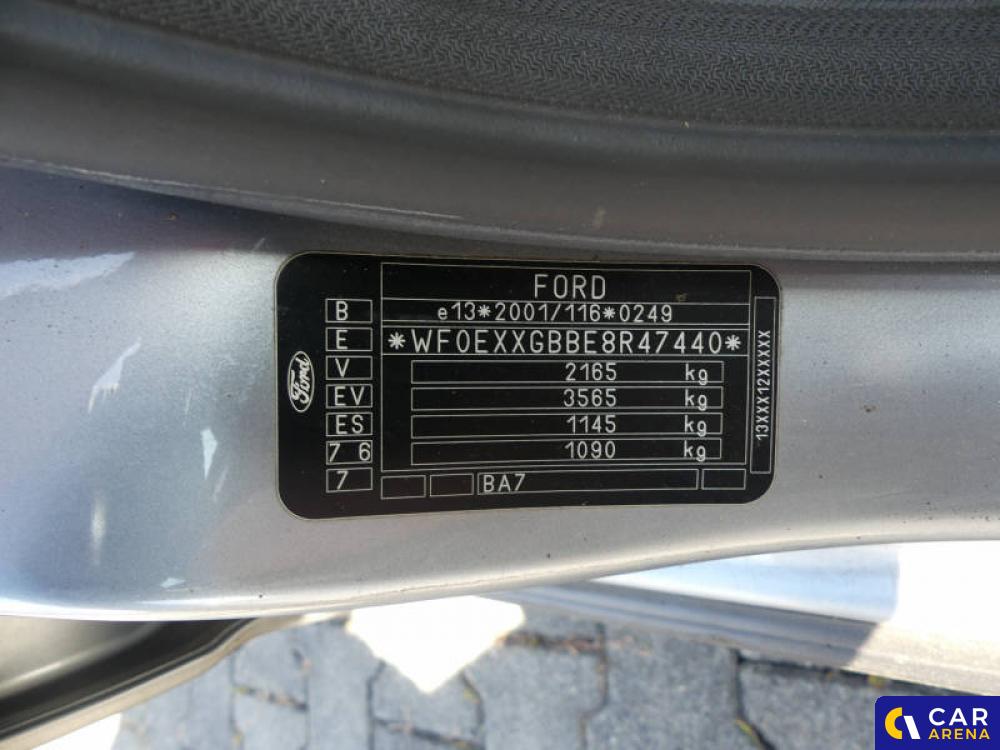 FORD
B
e13*2001/116*0249
E
*WF0EXXGBBE8R47440*
V
2165 kg
EV
3565 kg
ES
1145 kg
7 6
1090 kg
7
BA7
Ford
13XXX12XXXXX
CAR
ARENA